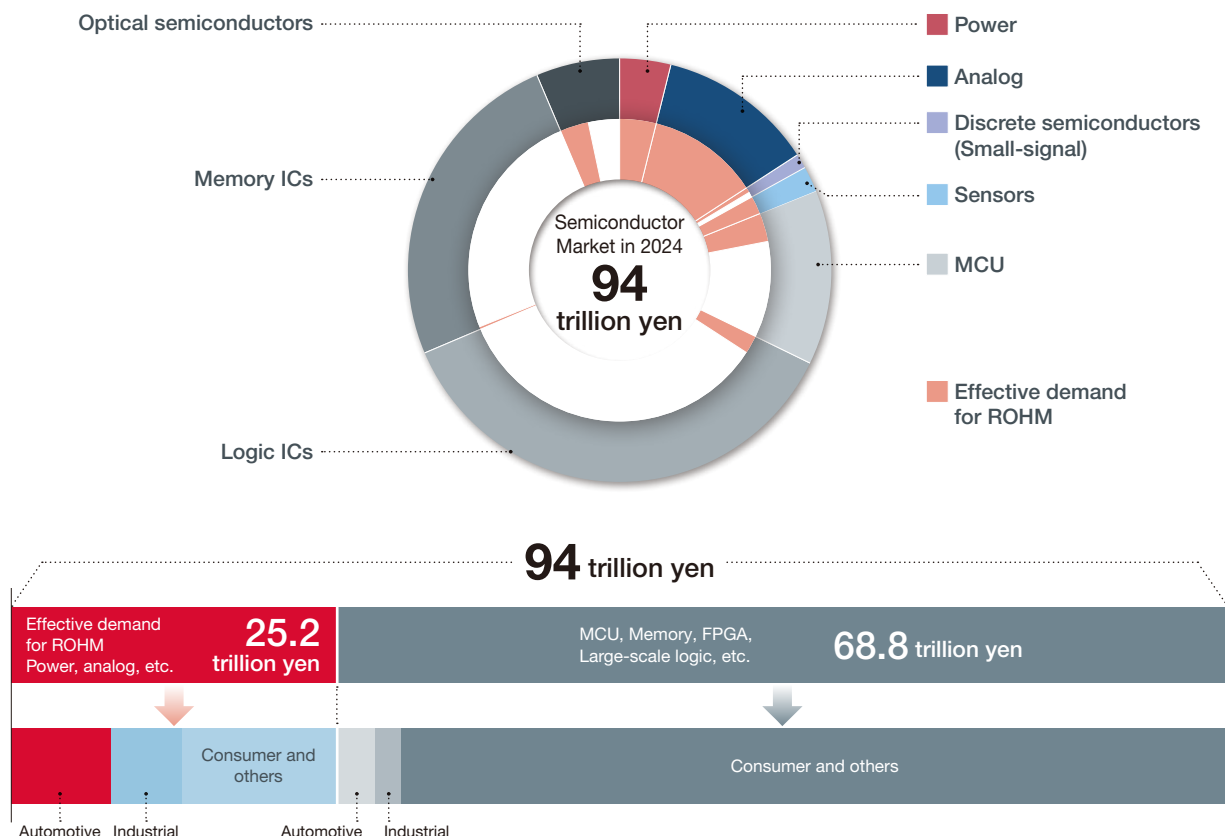 Optical semiconductors
Power
Analog
Discrete semiconductors
(Small-signal)
Memory ICs
Sensors
Semiconductor
Market in 2024
94
trillion yen
MCU
Effective demand
for ROHM
Logic ICs
94 trillion yen
Effective demand
for ROHM
Power, analog, etc.
25.2
trillion yen
MCU, Memory, FPGA,
Large-scale logic, etc.
68.8 trillion yen
Consumer and
others
Consumer and others
Automotive
Industrial
Automotive
Industrial